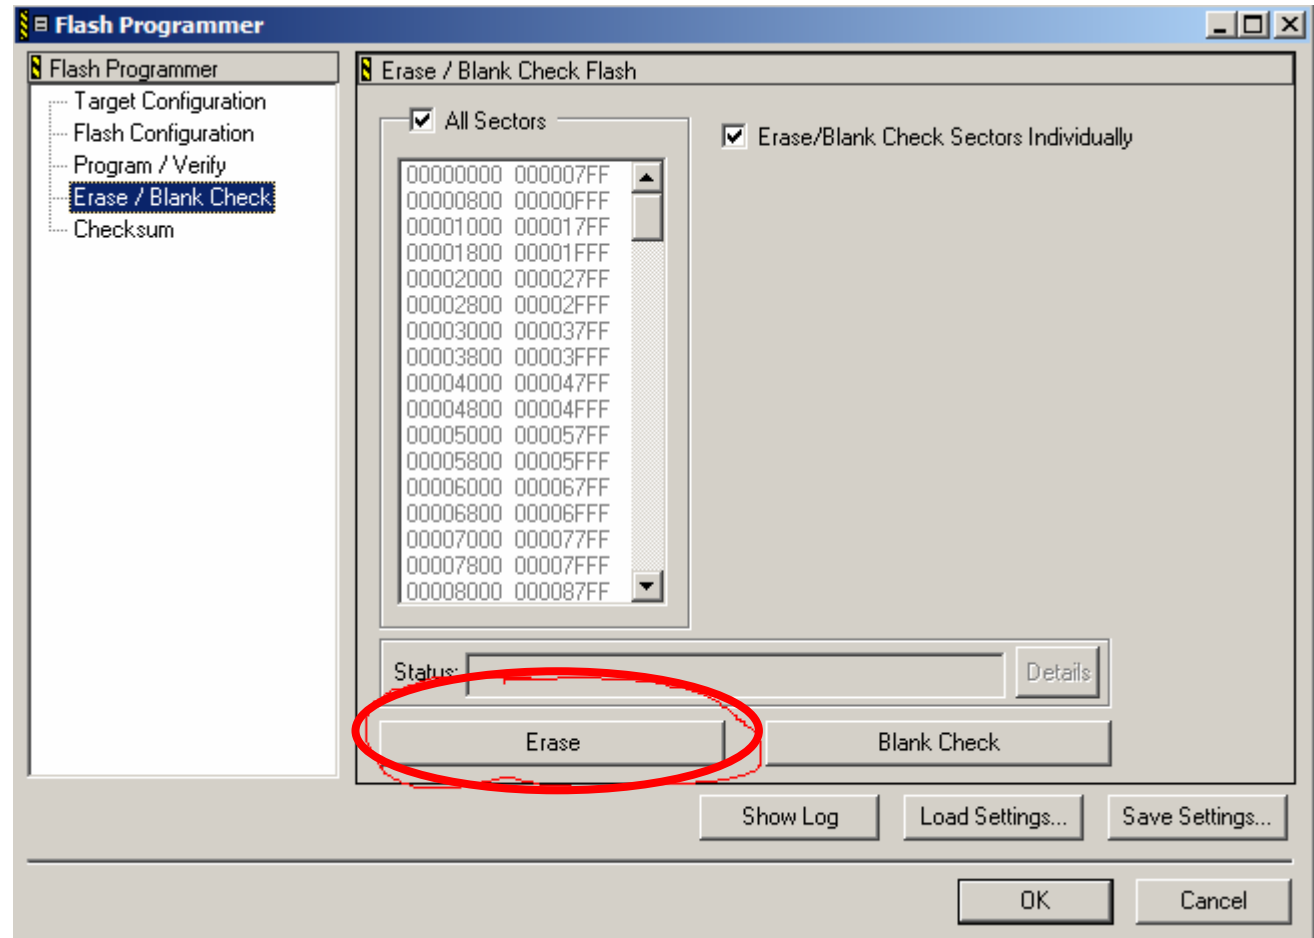 Flash Programmer
Flash Programmer
Target Configuration
Flash Configuration
Program / Verify
Erase / Blank Check
Checksum
Erase / Blank Check Flash
All Sectors
Erase/Blank Check Sectors Individually
00000000 000007FF
00000800 00000FFF
00001000 000017FF
00001800 00001FFF
00002000 000027FF
00002800 00002FFF
00003000 000037FF
00003800 00003FFF
00004000 000047FF
00004800 00004FFF
00005000 000057FF
00005800 00005FFF
00006000 000067FF
00006800 00006FFF
00007000 000077FF
00007800 00007FFF
00008000 000087FF
Status:
Details
Erase
Blank Check
Show Log
Load Settings...
Save Settings...
OK
Cancel